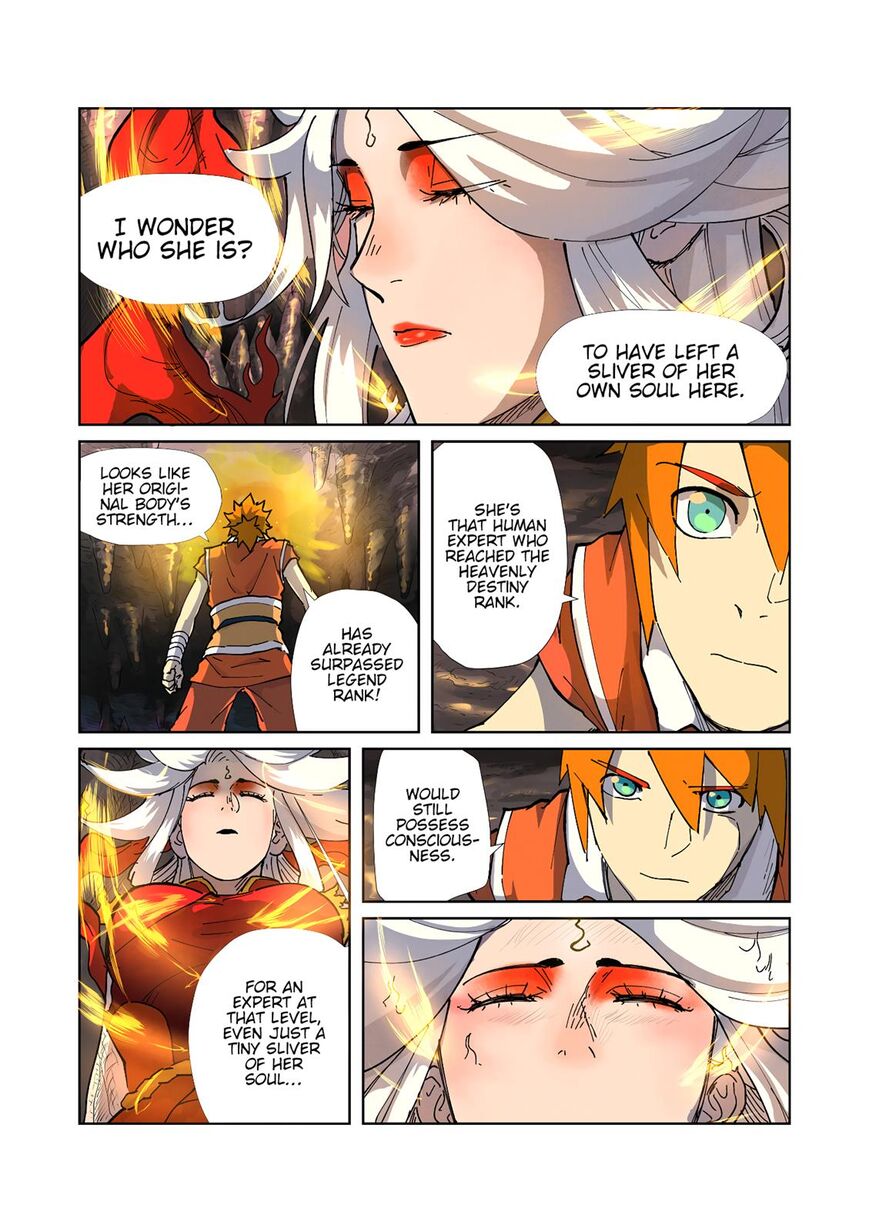 I WONDER
WHO SHE IS?
TO HAVE LEFT A
SLIVER OF HER
OWN SOUL HERE.
LOOKS LIKE
HER ORIGI-
NAL BODY'S
STRENGTH...
HAS
ALREADY
SURPASSED
LEGEND
RANK!
SHE'S
THAT HUMAN
EXPERT WHO
REACHED THE
HEAVENLY
DESTINY
RANK.
FOR AN
EXPERT AT
THAT LEVEL,
EVEN JUST A
TINY SLIVER
OF HER
SOUL...
WOULD
STILL
POSSESS
CONSCIOUS-
NESS.